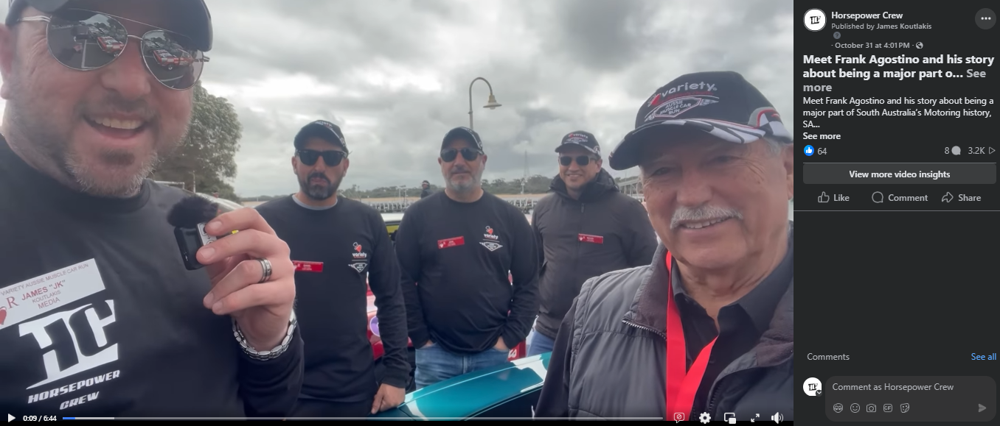 VARIETY AUSSIE MUSCLE CAR RUN
R JAMES "JK"
KOUTLAKIS
MEDIA
HC
HORSEPOWER
CREW
variety
variety
variety
AUSSIE
MUSCLE CAR
RUN
0:09 / 6:44
Horsepower Crew
Published by James Koutlakis
· October 31 at 4:01 PM ·
Meet Frank Agostino and his story
about being a major part o... See
more
Meet Frank Agostino and his story about being a
major part of South Australia's Motoring history,
SA...
See more
64 8 3.2K
View more video insights
Like Comment Share
Comments See all
Comment as Horsepower Crew
GIF